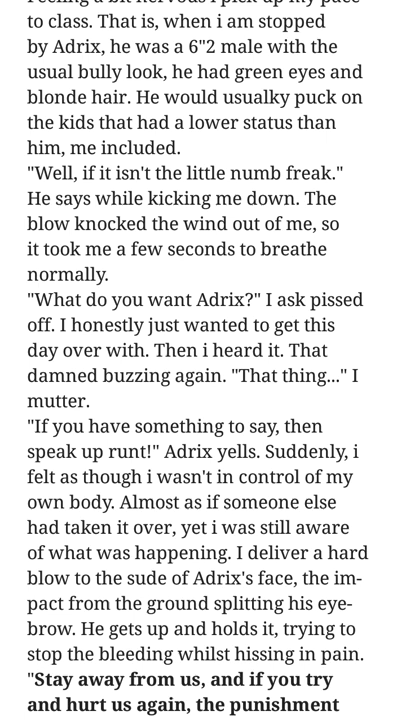 to class. That is, when i am stopped
by Adrix, he was a 6"2 male with the
usual bully look, he had green eyes and
blonde hair. He would usualky puck on
the kids that had a lower status than
him, me included.
"Well, if it isn't the little numb freak."
He says while kicking me down. The
blow knocked the wind out of me, so
it took me a few seconds to breathe
normally.
"What do you want Adrix?" I ask pissed
off. I honestly just wanted to get this
day over with. Then i heard it. That
damned buzzing again. "That thing..." I
mutter.
"If you have something to say, then
speak up runt!" Adrix yells. Suddenly, i
felt as though i wasn't in control of my
own body. Almost as if someone else
had taken it over, yet i was still aware
of what was happening. I deliver a hard
blow to the sude of Adrix's face, the im-
pact from the ground splitting his eye-
brow. He gets up and holds it, trying to
stop the bleeding whilst hissing in pain.
"Stay away from us, and if you try
and hurt us again, the punishment